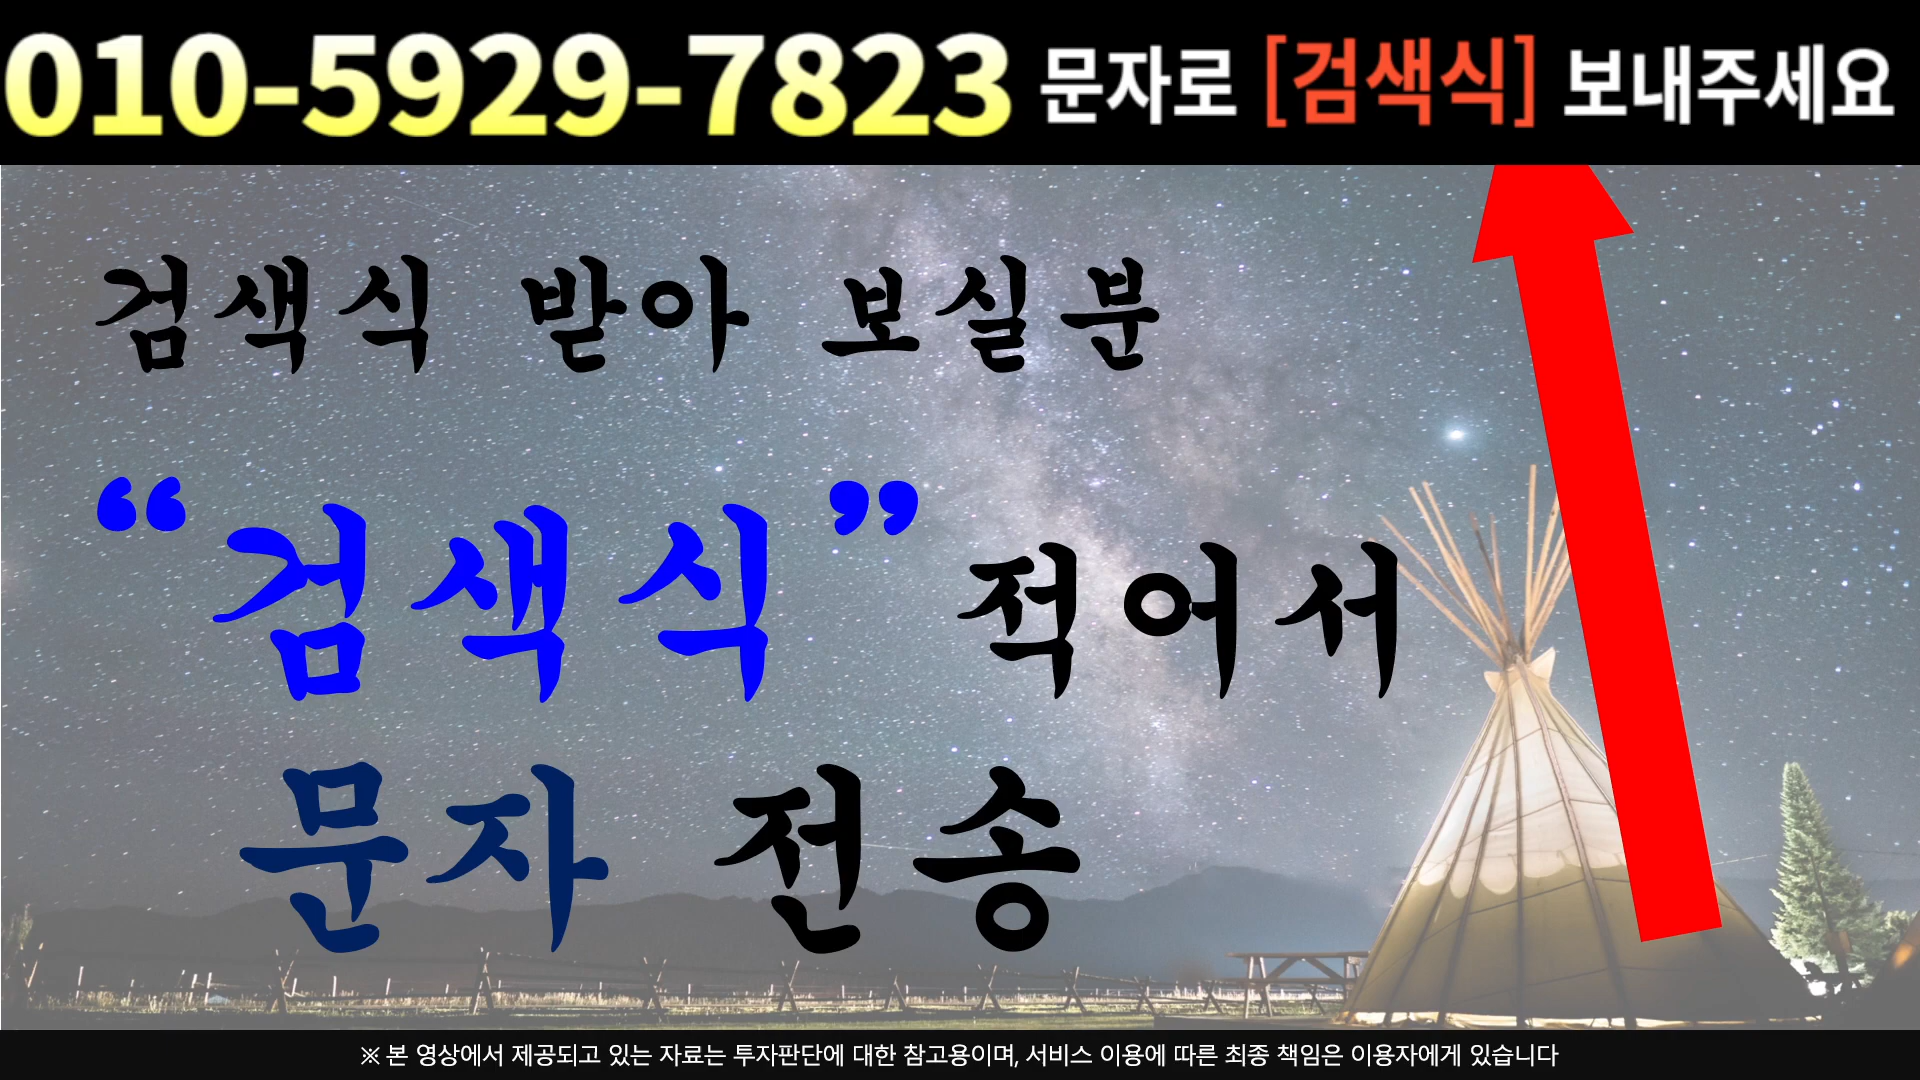 010-5929-7823 문자로 [검색식] 보내주세요
검색식 받아 보실분
“검색식” 적어서
문자 전송
※ 본 영상에서 제공되고 있는 자료는 투자판단에 대한 참고용이며, 서비스 이용에 따른 최종 책임은 이용자에게 있습니다